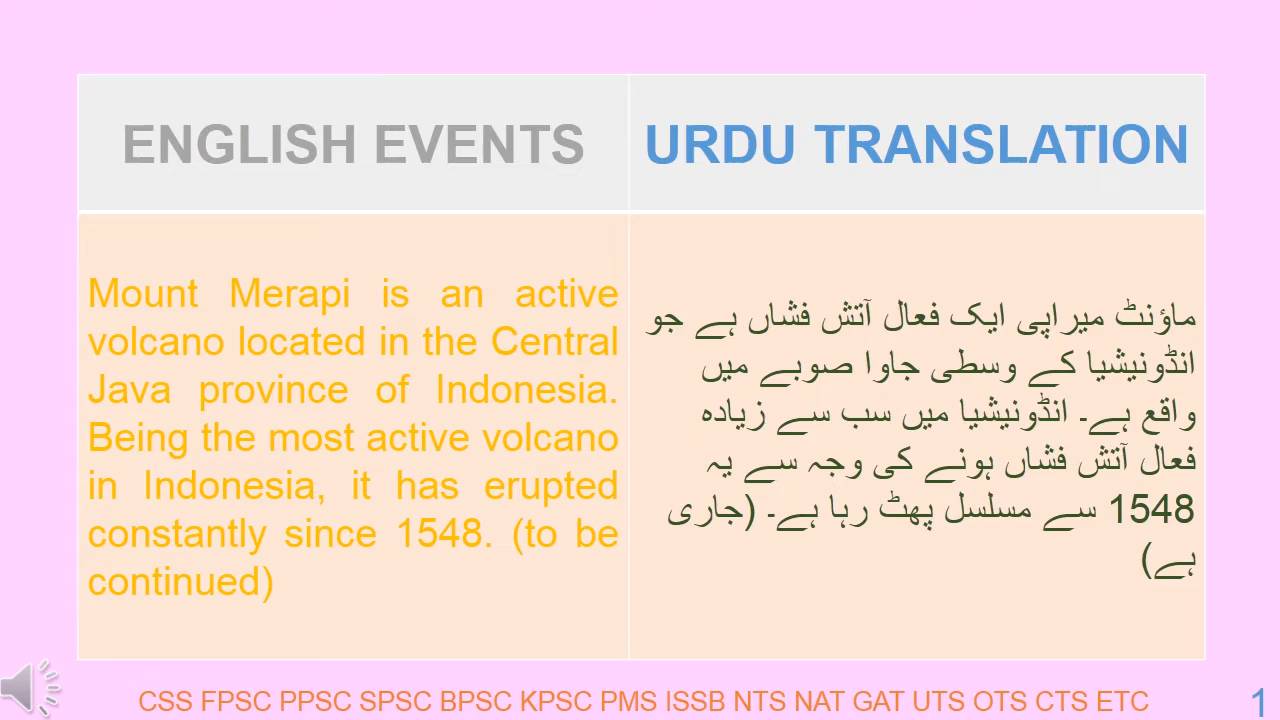 ENGLISH EVENTS
URDU TRANSLATION
Mount Merapi is an active
volcano located in the Central
Java province of Indonesia.
Being the most active volcano
in Indonesia, it has erupted
constantly since 1548. (to be
continued)
ماؤنٹ میراپی ایک فعال آتش فشاں ہے جو
انڈونیشیا کے وسطی جاوا صوبے میں
واقع ہے۔ انڈونیشیا میں سب سے زیادہ
فعال آتش فشاں ہونے کی وجہ سے یہ
1548 سے مسلسل پھٹ رہا ہے۔ (جاری
ہے)
CSS FPSC PPSC SPSC BPSC KPSC PMS ISSB NTS NAT GAT UTS OTS CTS ETC
1